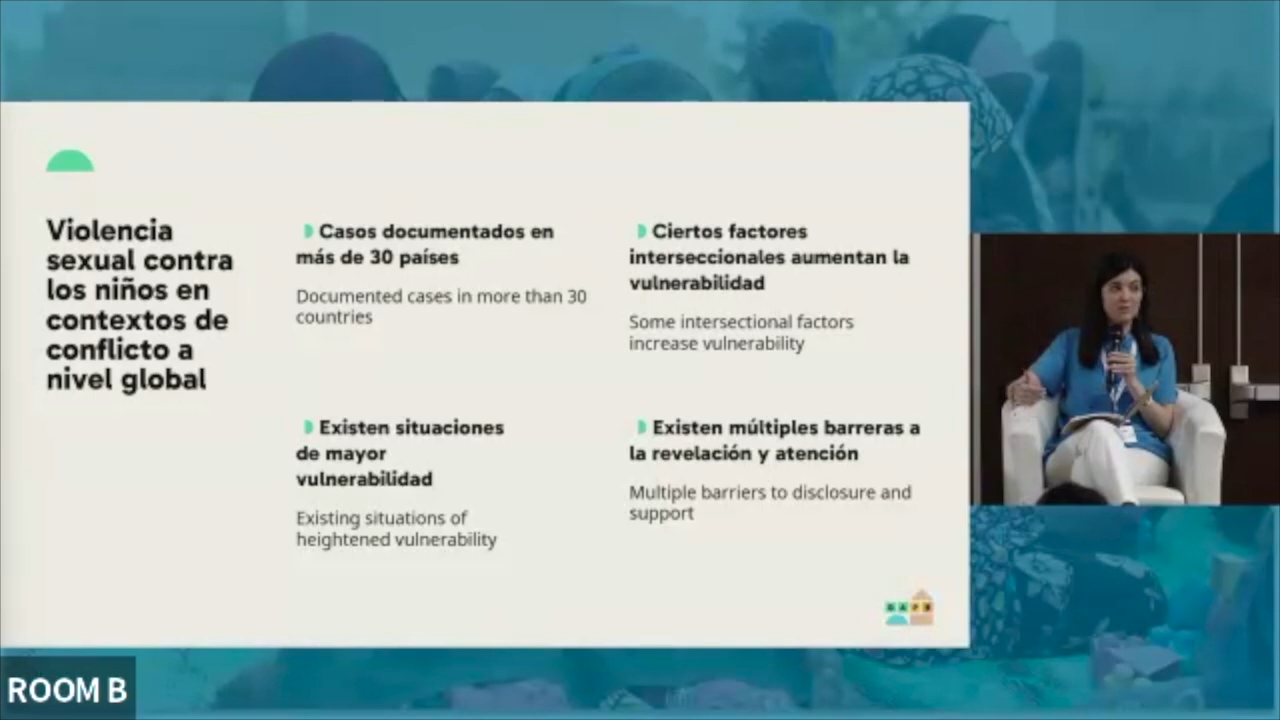 Violencia
sexual contra
los niños en
contextos de
conflicto a
nivel global
Casos documentados en
más de 30 países
Documented cases in more than 30
countries
Ciertos factores
interseccionales aumentan la
vulnerabilidad
Some intersectional factors
increase vulnerability
Existen situaciones
de mayor
vulnerabilidad
Existing situations of
heightened vulnerability
Existen múltiples barreras a
la revelación y atención
Multiple barriers to disclosure and
support
ROOM B